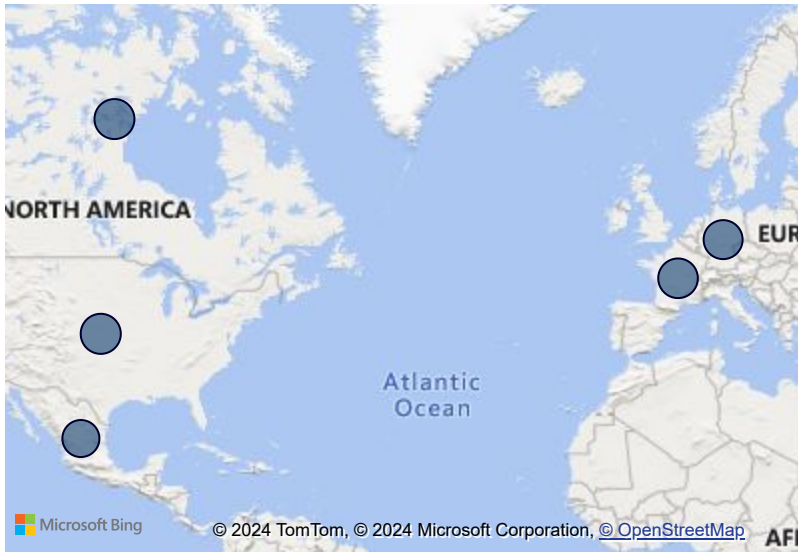 NORTH AMERICA
EUR
Atlantic
Ocean
Microsoft Bing
© 2024 TomTom, © 2024 Microsoft Corporation, © OpenStreetMap
AFI